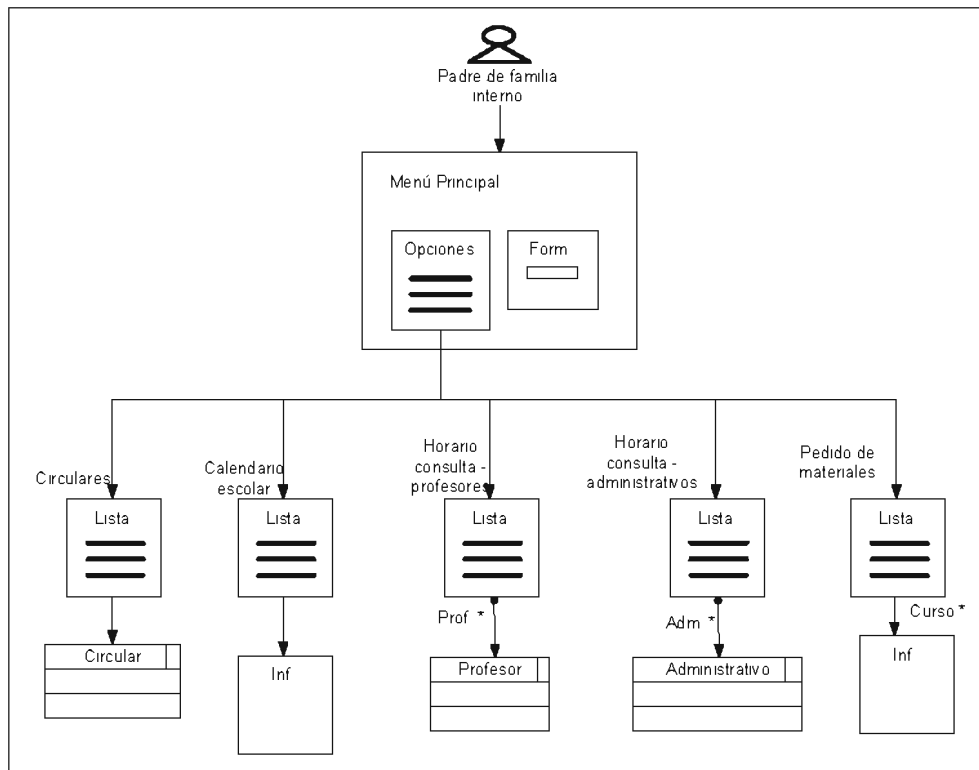 Padre de familia
interno
Menú Principal
Opciones
Form
Circulares
Calendario
escolar
Horario
consulta -
profesores
Horario
consulta -
administrativos
Pedido de
materiales
Lista
Lista
Lista
Lista
Lista
Prof *
Adm *
Curso *
Circular
Inf
Profesor
Administrativo
Inf